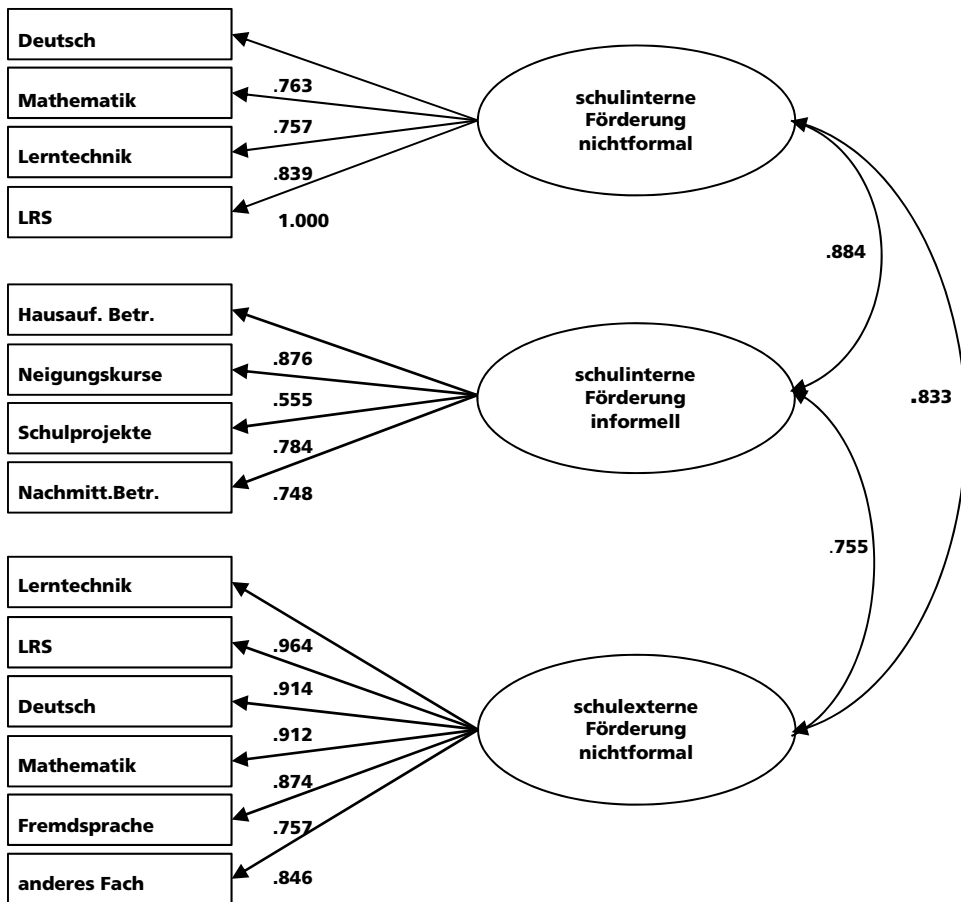 Deutsch
Mathematik
Lerntechnik
LRS
.763
.757
.839
1.000
schulinterne
Förderung
nichtformal
.884
.833
Hausauf. Betr.
Neigungskurse
Schulprojekte
Nachmitt.Betr.
.876
.555
.784
.748
schulinterne
Förderung
informell
.755
Lerntechnik
LRS
Deutsch
Mathematik
Fremdsprache
anderes Fach
.964
.914
.912
.874
.757
.846
schulexterne
Förderung
nichtformal